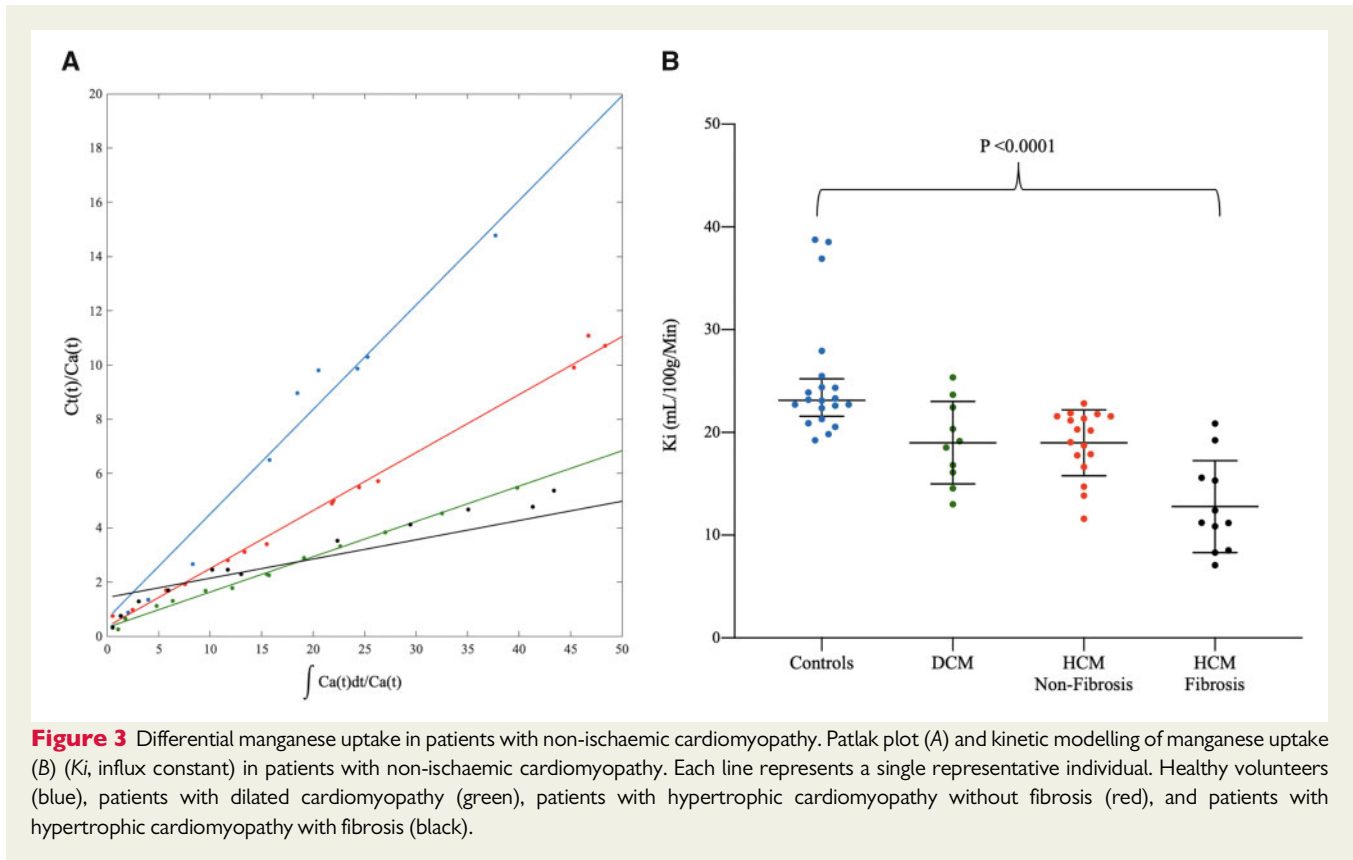 A
20
18
16
14
12
10
8
6
4
2
0
Ct(t)/Ca(t)
0 5 10 15 20 25 30 35 40 45 50
∫ Ca(t)dt/Ca(t)
B
50
40
30
20
10
0
Ki (mL/100g/Min)
P <0.0001
Controls DCM HCM HCM
Non-Fibrosis Fibrosis
Figure 3 Differential manganese uptake in patients with non-ischaemic cardiomyopathy. Patlak plot (A) and kinetic modelling of manganese uptake
(B) (Ki, influx constant) in patients with non-ischaemic cardiomyopathy. Each line represents a single representative individual. Healthy volunteers
(blue), patients with dilated cardiomyopathy (green), patients with hypertrophic cardiomyopathy without fibrosis (red), and patients with
hypertrophic cardiomyopathy with fibrosis (black).